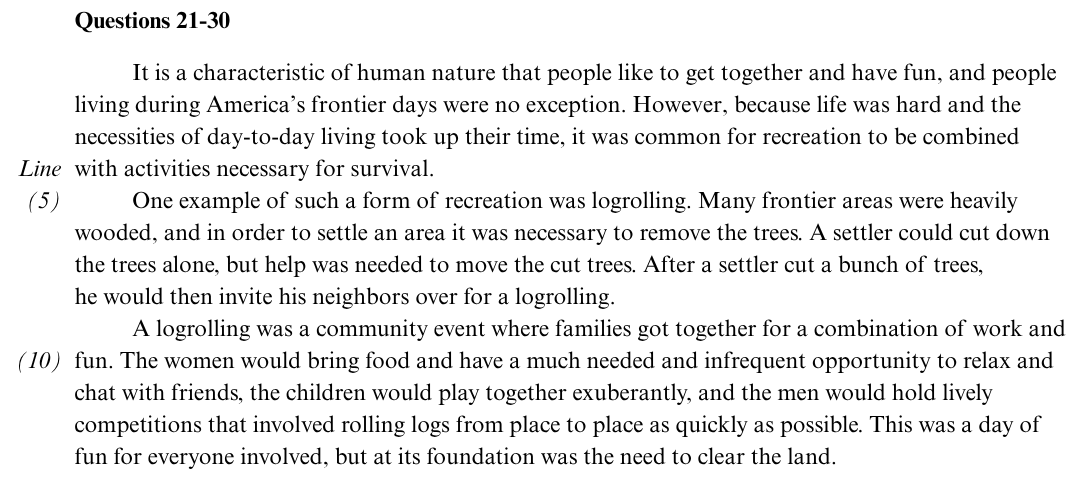 Questions 21-30
It is a characteristic of human nature that people like to get together and have fun, and people
living during America’s frontier days were no exception. However, because life was hard and the
necessities of day-to-day living took up their time, it was common for recreation to be combined
Line with activities necessary for survival.
(5) One example of such a form of recreation was logrolling. Many frontier areas were heavily
wooded, and in order to settle an area it was necessary to remove the trees. A settler could cut down
the trees alone, but help was needed to move the cut trees. After a settler cut a bunch of trees,
he would then invite his neighbors over for a logrolling.
A logrolling was a community event where families got together for a combination of work and
(10) fun. The women would bring food and have a much needed and infrequent opportunity to relax and
chat with friends, the children would play together exuberantly, and the men would hold lively
competitions that involved rolling logs from place to place as quickly as possible. This was a day of
fun for everyone involved, but at its foundation was the need to clear the land.